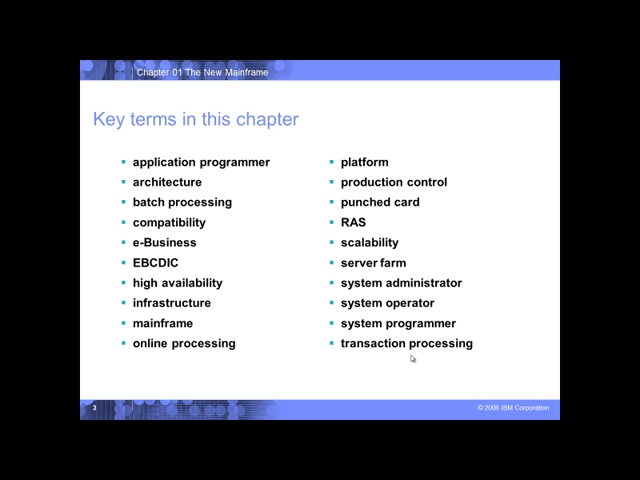 Chapter 01 The New Mainframe
Key terms in this chapter
application programmer
architecture
batch processing
compatibility
e-Business
EBCDIC
high availability
infrastructure
mainframe
online processing
platform
production control
punched card
RAS
scalability
server farm
system administrator
system operator
system programmer
transaction processing
3
© 2006 IBM Corporation